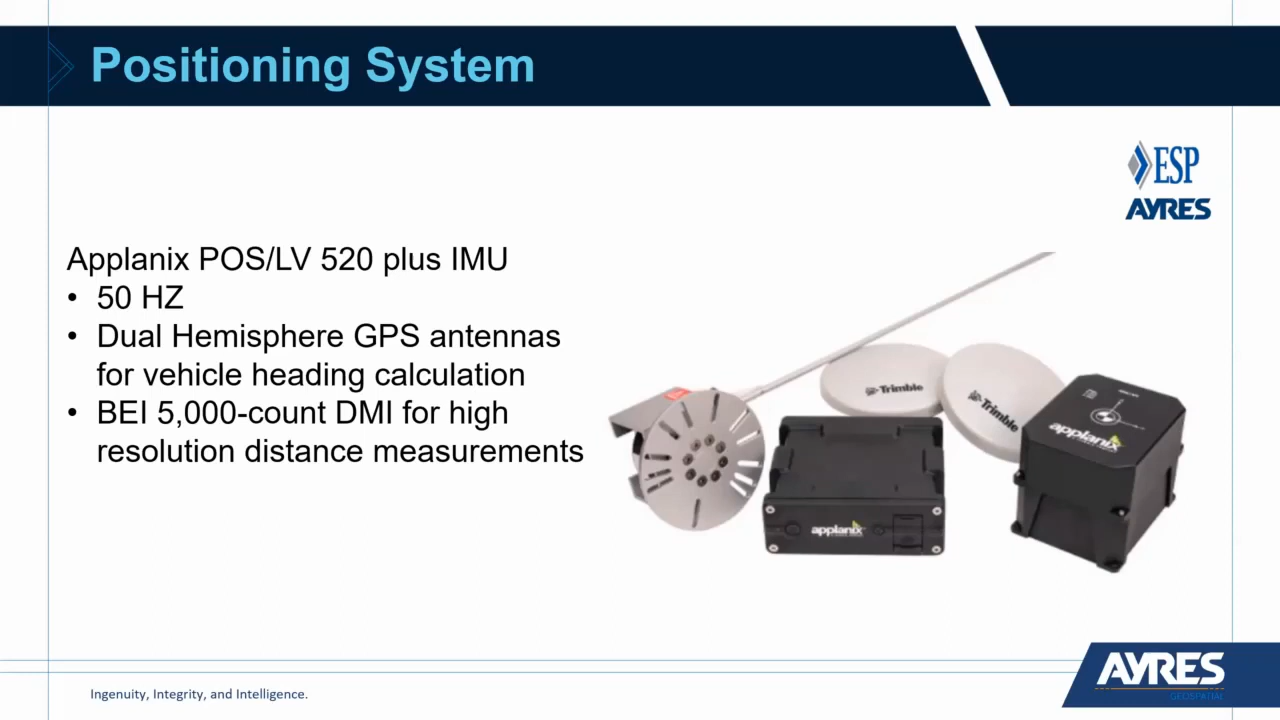 Positioning System
ESP
AYRES
Applanix POS/LV 520 plus IMU
• 50 HZ
• Dual Hemisphere GPS antennas
for vehicle heading calculation
• BEI 5,000-count DMI for high
resolution distance measurements
Trimble
Trimble
applanix
applanix
Ingenuity, Integrity, and Intelligence.
AYRES
GEOSPATIAL